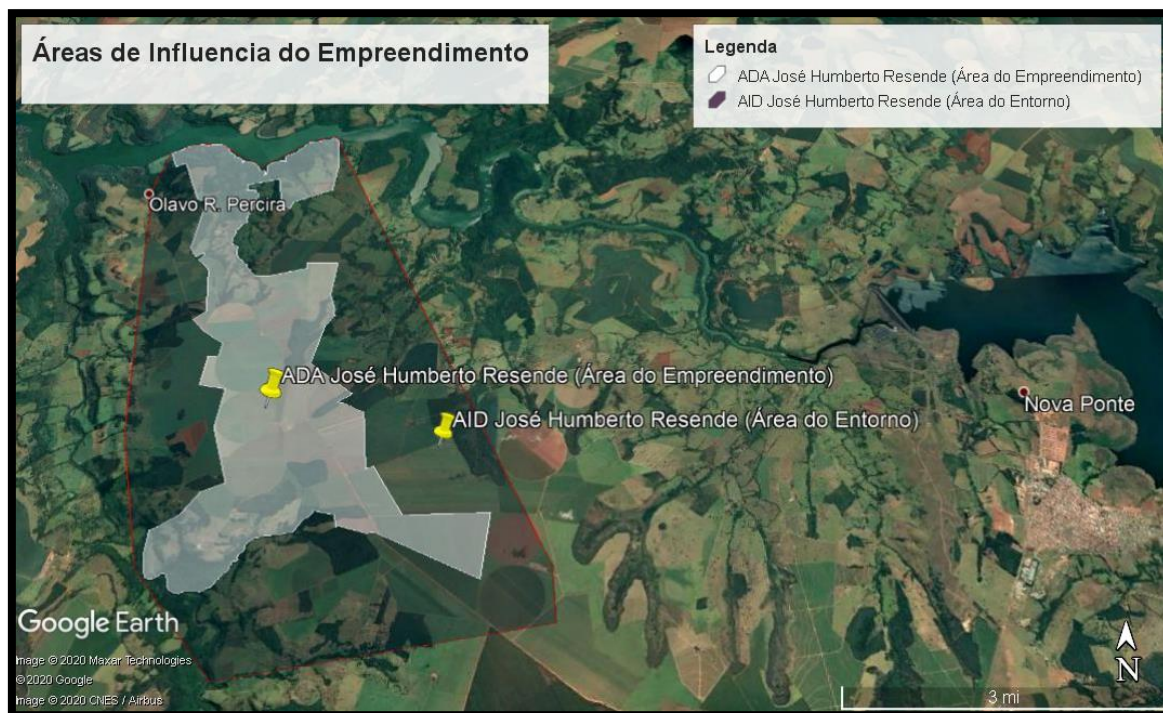 Áreas de Influencia do Empreendimento
Legenda
ADA José Humberto Resende (Área do Empreendimento)
AID José Humberto Resende (Área do Entorno)
Olavo R. Percira
ADA José Humberto Resende (Área do Empreendimento)
AID José Humberto Resende (Área do Entorno)
Nova Ponte
Google Earth
Image © 2020 Maxar Technologies
©2020 Google
Image © 2020 CNES / Airbus
N
3 mi